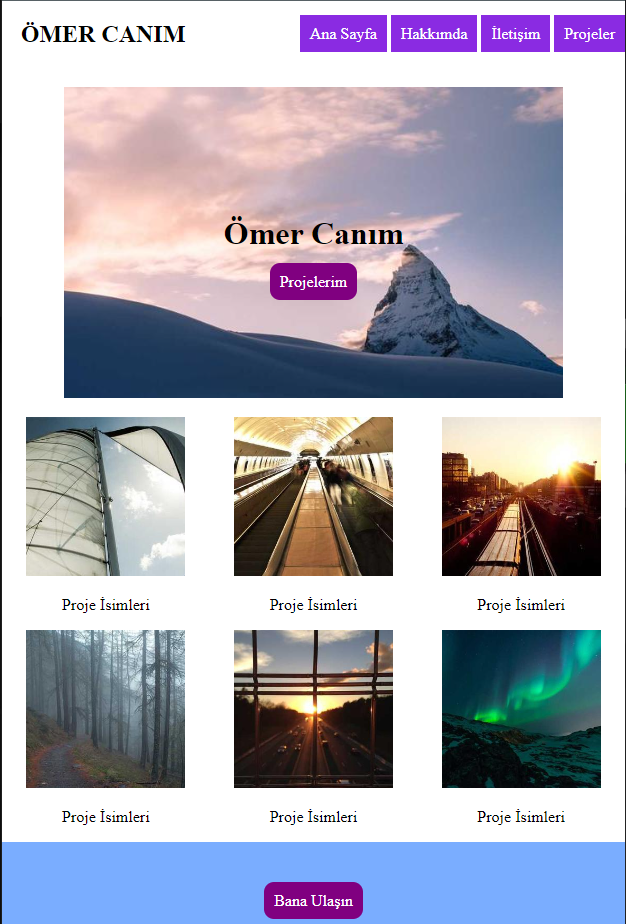 ÖMER CANIM
Ana Sayfa Hakkımda İletişim Projeler
Ömer Canım
Projelerim
Proje İsimleri Proje İsimleri Proje İsimleri
Proje İsimleri Proje İsimleri Proje İsimleri
Bana Ulaşın